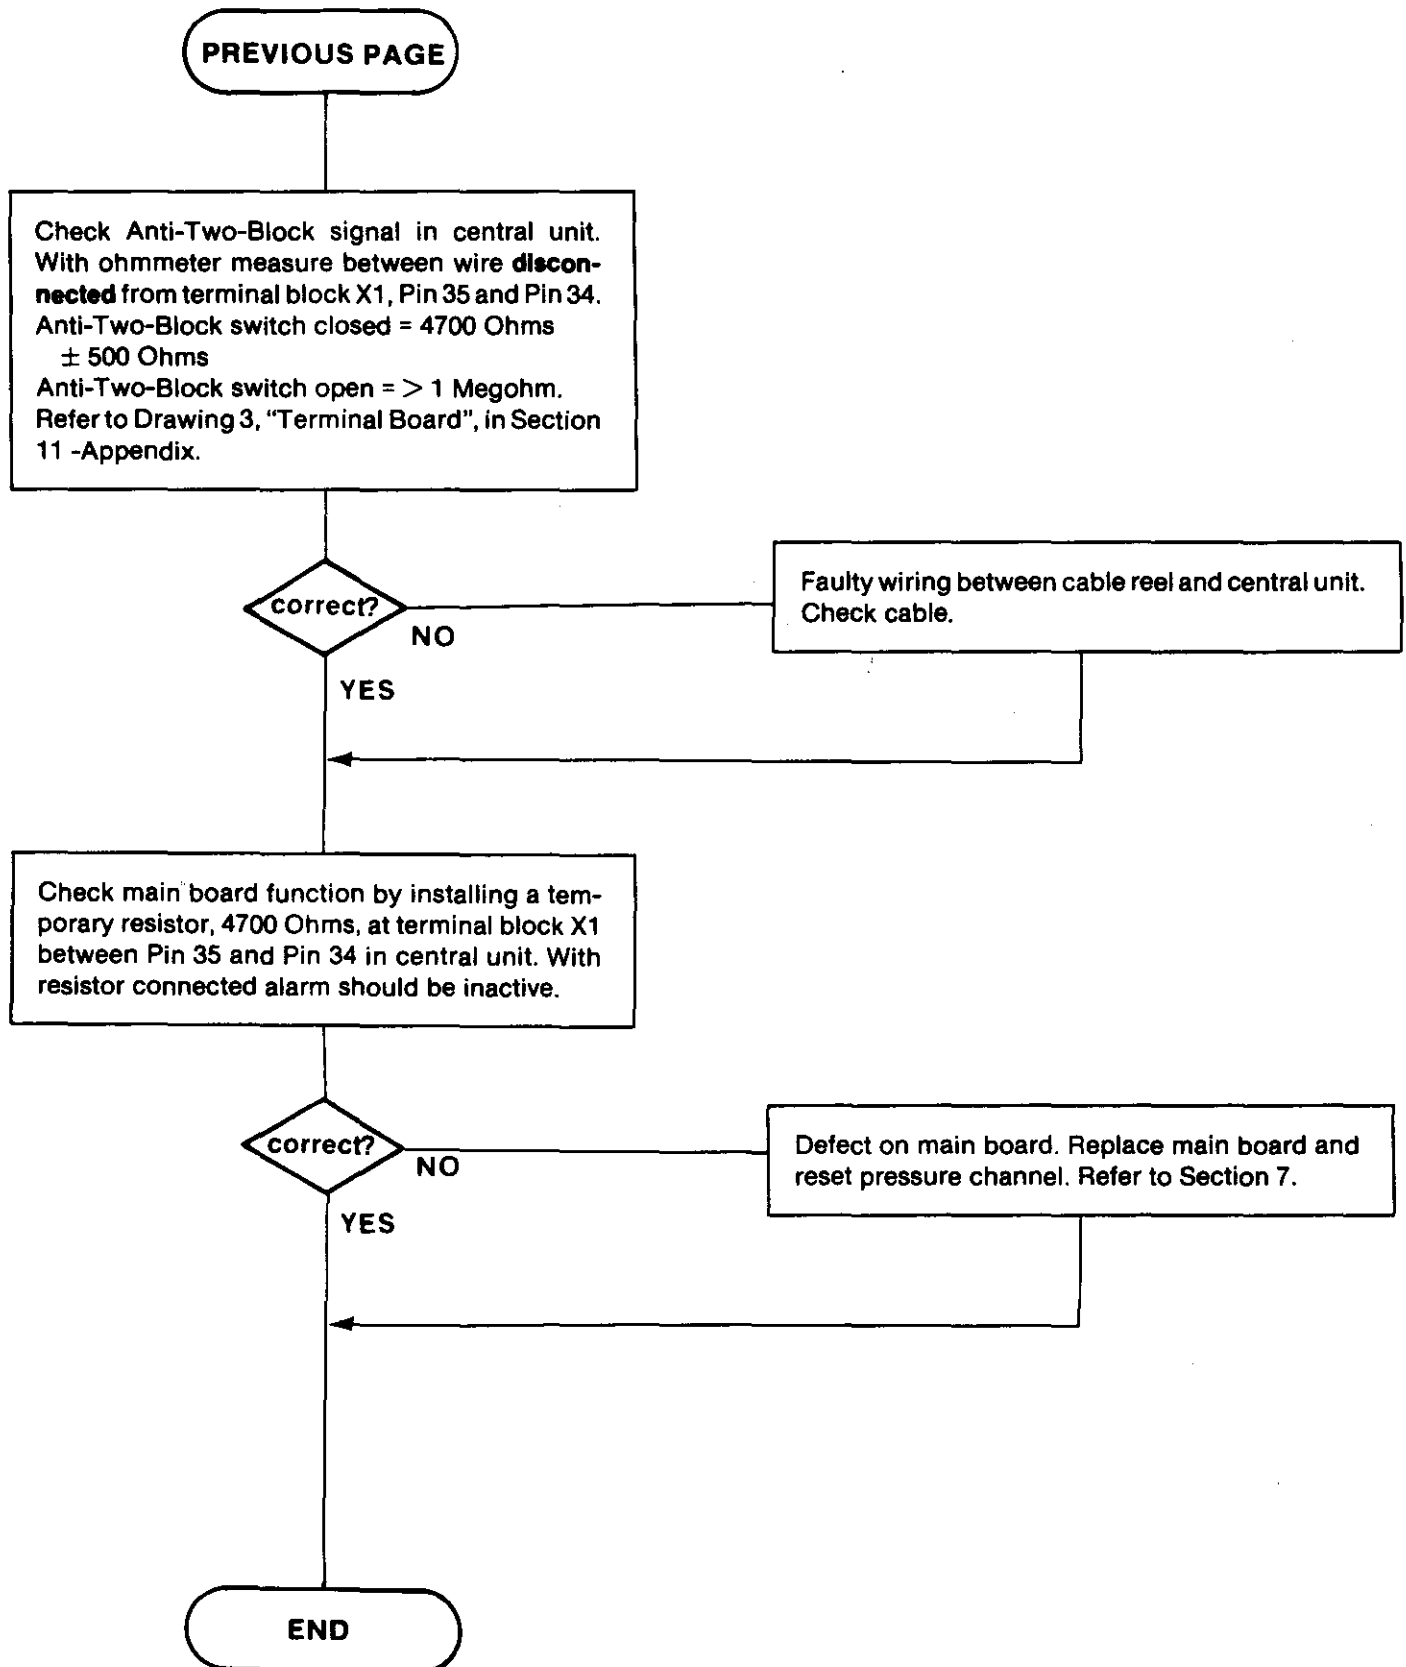 PREVIOUS PAGE
Check Anti-Two-Block signal in central unit.
With ohmmeter measure between wire discon-
nected from terminal block X1, Pin 35 and Pin 34.
Anti-Two-Block switch closed = 4700 Ohms
± 500 Ohms
Anti-Two-Block switch open = > 1 Megohm.
Refer to Drawing 3, “Terminal Board”, in Section
11 -Appendix.
correct?
NO
Faulty wiring between cable reel and central unit.
Check cable.
YES
Check main board function by installing a tem-
porary resistor, 4700 Ohms, at terminal block X1
between Pin 35 and Pin 34 in central unit. With
resistor connected alarm should be inactive.
correct?
NO
Defect on main board. Replace main board and
reset pressure channel. Refer to Section 7.
YES
END